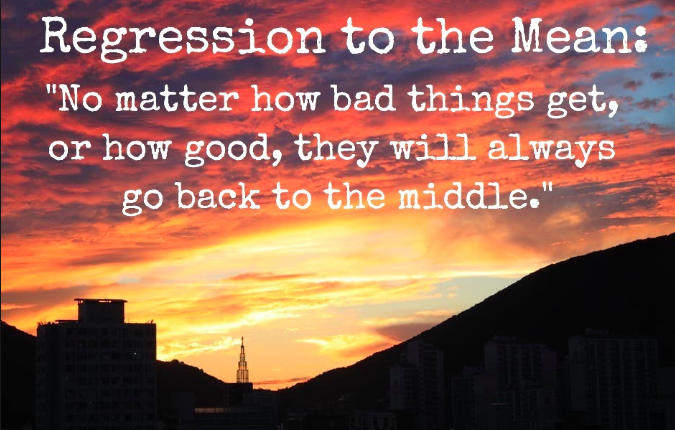 Regression to the Mean:
"No matter how bad things get,
or how good, they will always
go back to the middle."